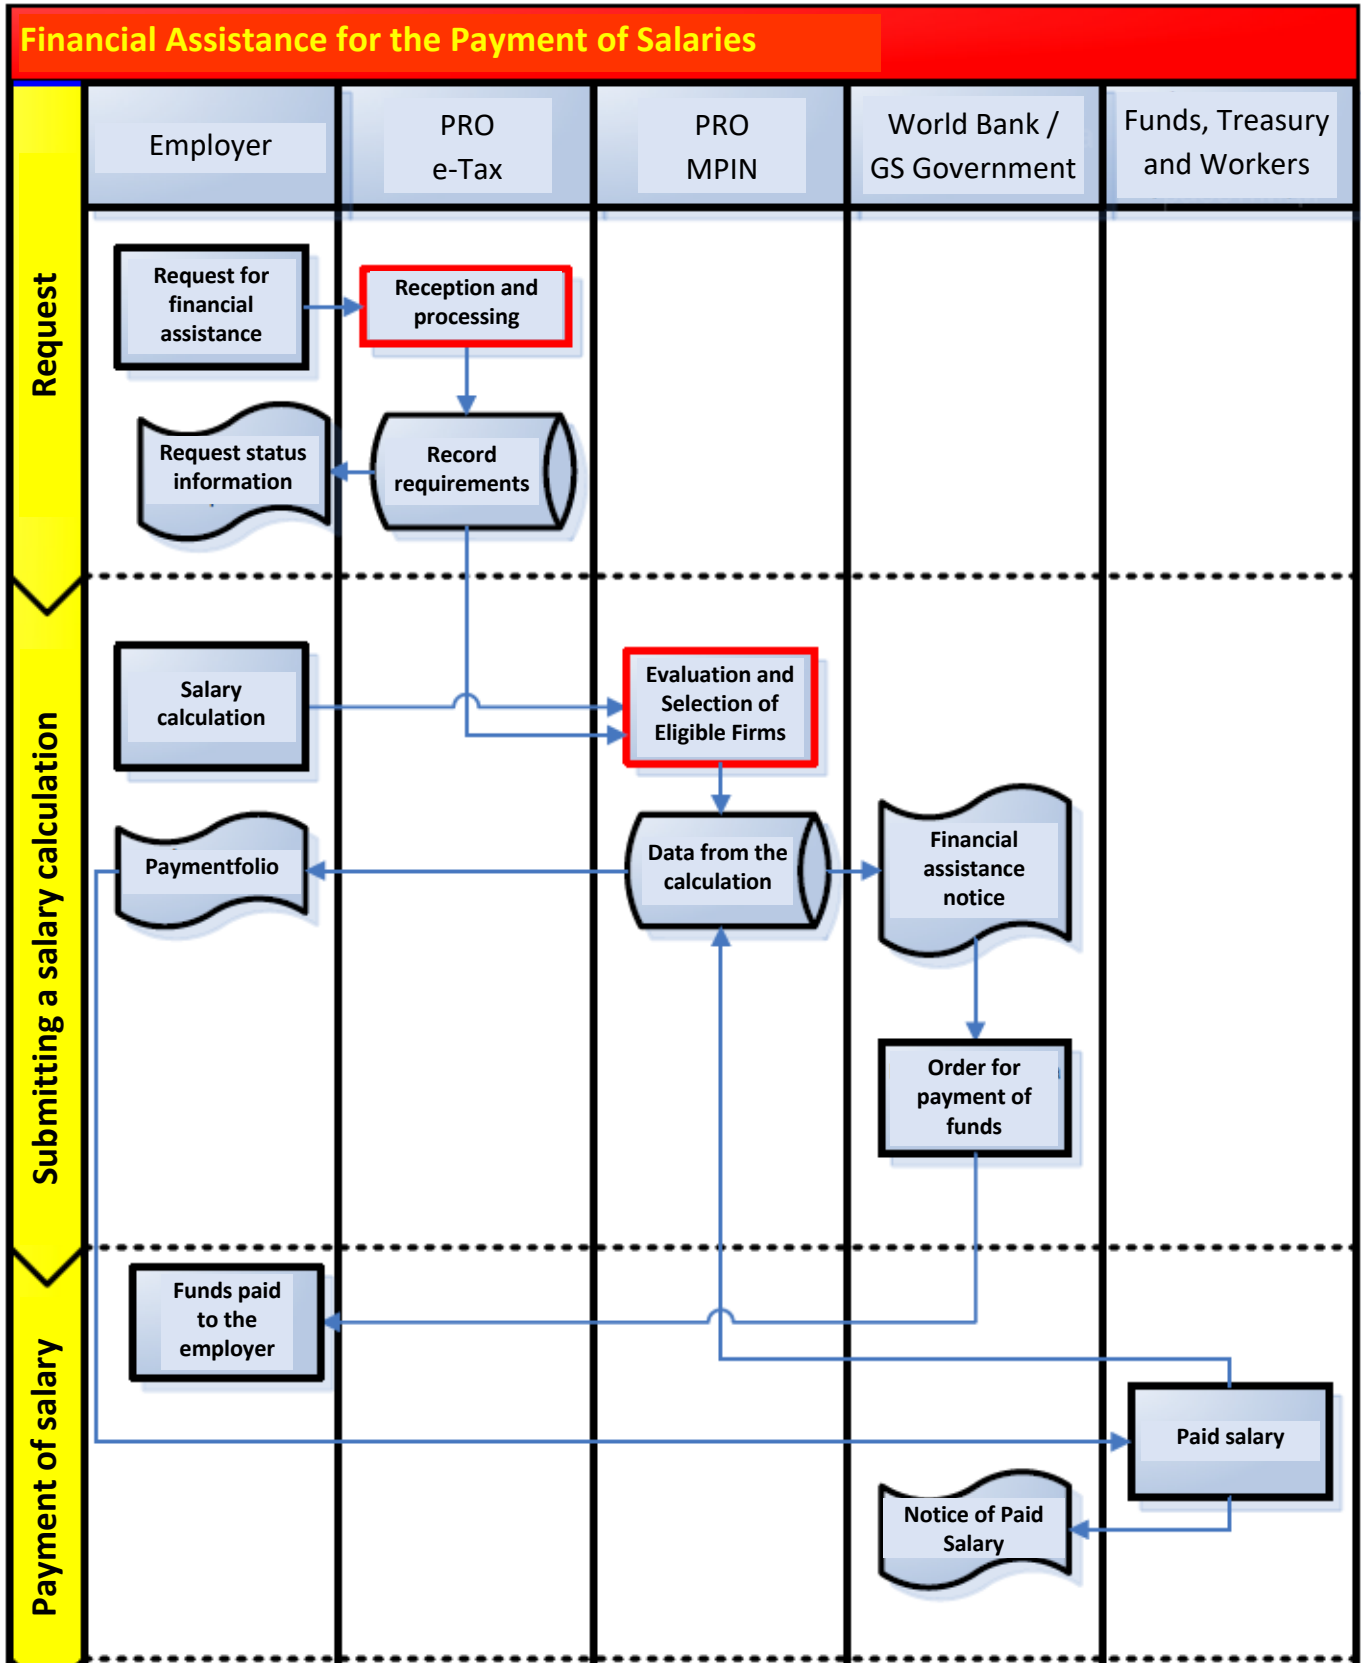 Financial Assistance for the Payment of Salaries
Employer
PRO
e-Tax
PRO
MPIN
World Bank /
GS Government
Funds, Treasury
and Workers
Request
Request for
financial
assistance
Reception and
processing
Request status
information
Record
requirements
Submitting a salary calculation
Salary
calculation
Evaluation and
Selection of
Eligible Firms
Paymentfolio
Data from the
calculation
Financial
assistance
notice
Order for
payment of
funds
Payment of salary
Funds paid
to the
employer
Paid salary
Notice of Paid
Salary